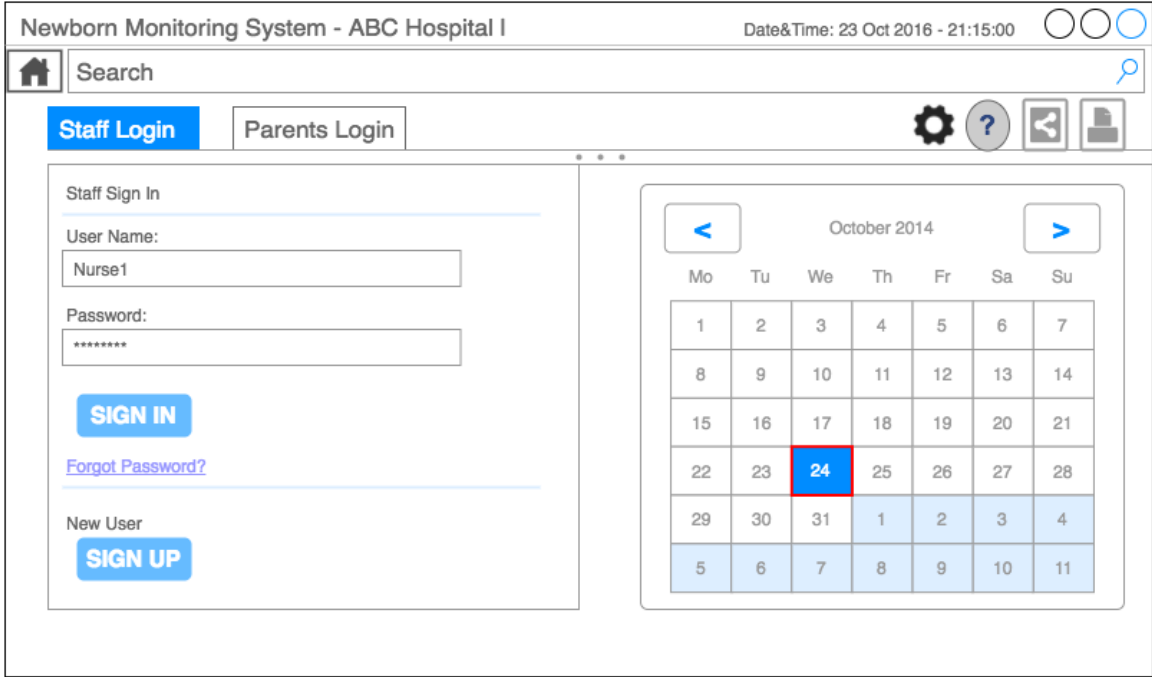 Newborn Monitoring System - ABC Hospital I
Date&Time: 23 Oct 2016 - 21:15:00
Search
Staff Login
Parents Login
?
Staff Sign In
User Name:
Nurse1
Password:
********
SIGN IN
Forgot Password?
New User
SIGN UP
< October 2014 >
Mo Tu We Th Fr Sa Su
1 2 3 4 5 6 7
8 9 10 11 12 13 14
15 16 17 18 19 20 21
22 23 24 25 26 27 28
29 30 31 1 2 3 4
5 6 7 8 9 10 11